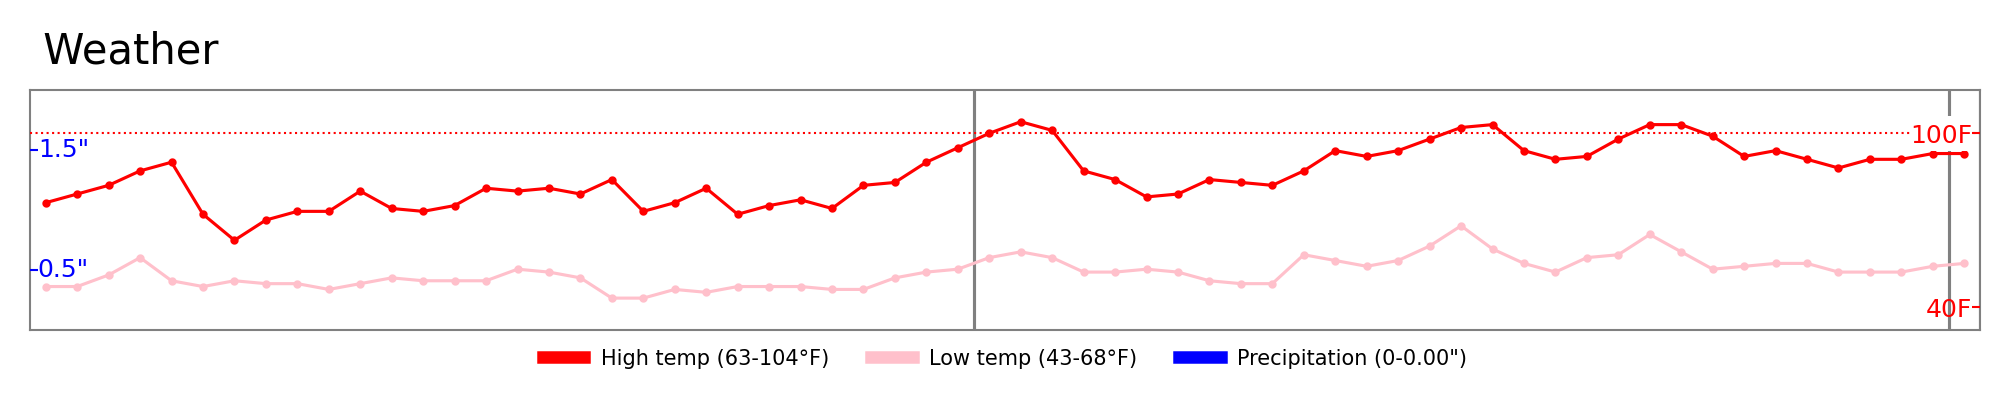 Weather
1.5"
100F
0.5"
40F
High temp (63-104°F) Low temp (43-68°F) Precipitation (0-0.00")